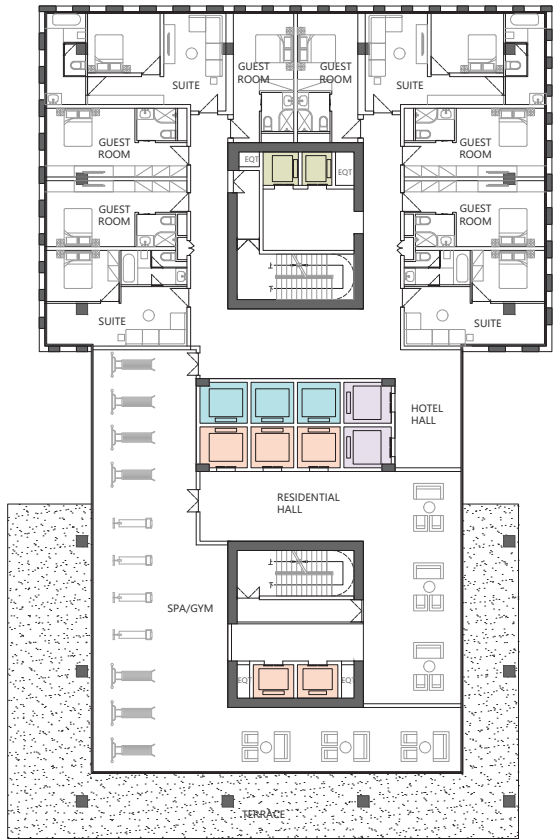 SUITE
GUEST
ROOM
GUEST
ROOM
SUITE
GUEST
ROOM
EQT
EQT
GUEST
ROOM
GUEST
ROOM
GUEST
ROOM
SUITE
SUITE
HOTEL
HALL
RESIDENTIAL
HALL
SPA/GYM
EQT
EQT
TERRACE